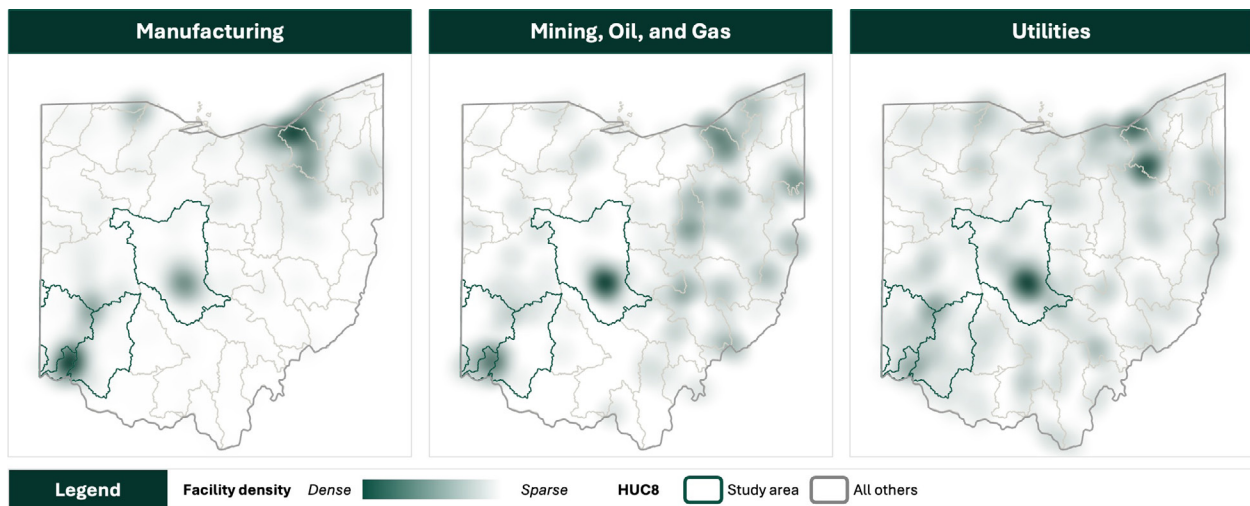 Manufacturing
Mining, Oil, and Gas
Utilities
Legend
Facility density
Dense
Sparse
HUC8
Study area
All others